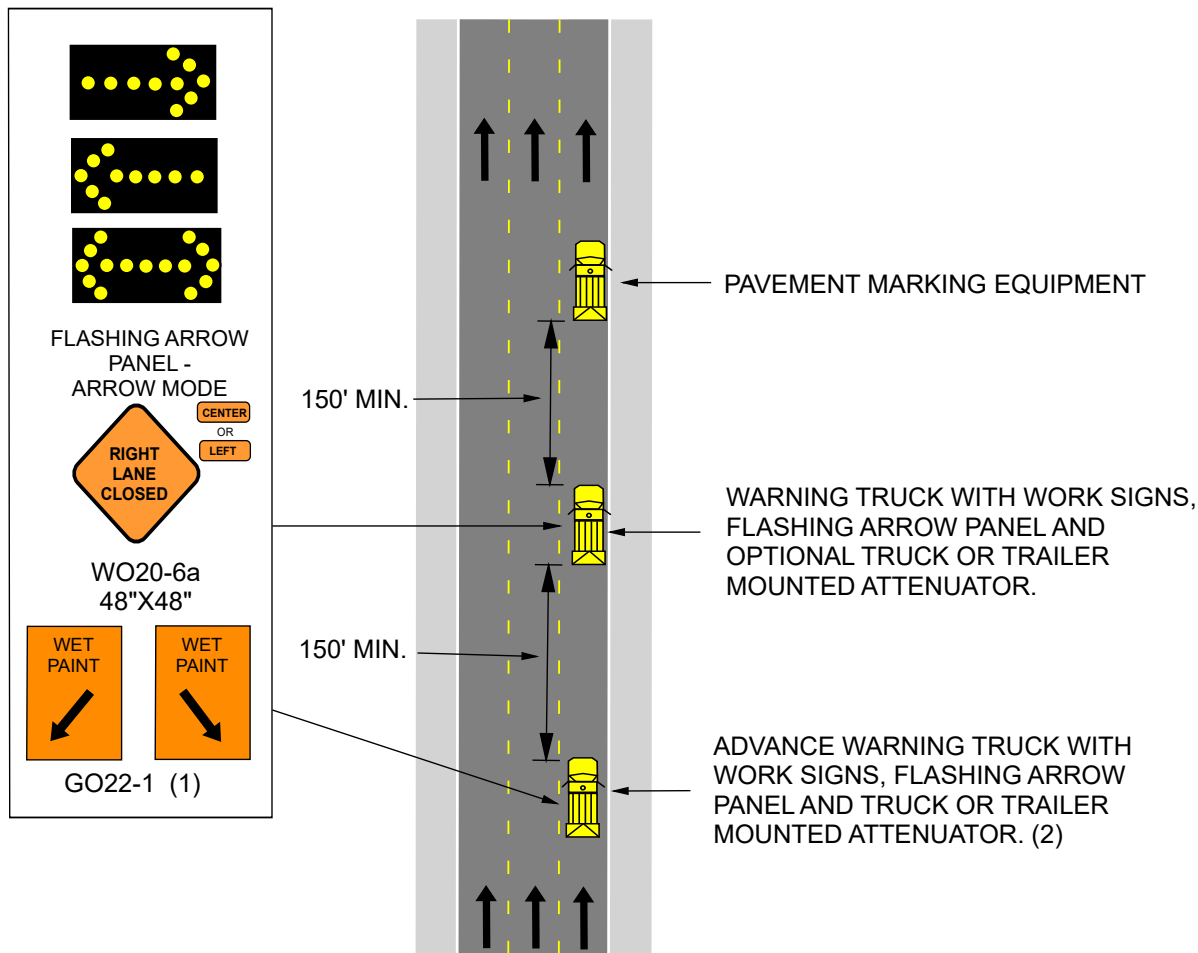 FLASHING ARROW
PANEL -
ARROW MODE
CENTER
OR
LEFT
RIGHT
LANE
CLOSED
WO20-6a
48"X48"
WET
PAINT
WET
PAINT
GO22-1 (1)
150' MIN.
150' MIN.
PAVEMENT MARKING EQUIPMENT
WARNING TRUCK WITH WORK SIGNS,
FLASHING ARROW PANEL AND
OPTIONAL TRUCK OR TRAILER
MOUNTED ATTENUATOR.
ADVANCE WARNING TRUCK WITH
WORK SIGNS, FLASHING ARROW
PANEL AND TRUCK OR TRAILER
MOUNTED ATTENUATOR. (2)